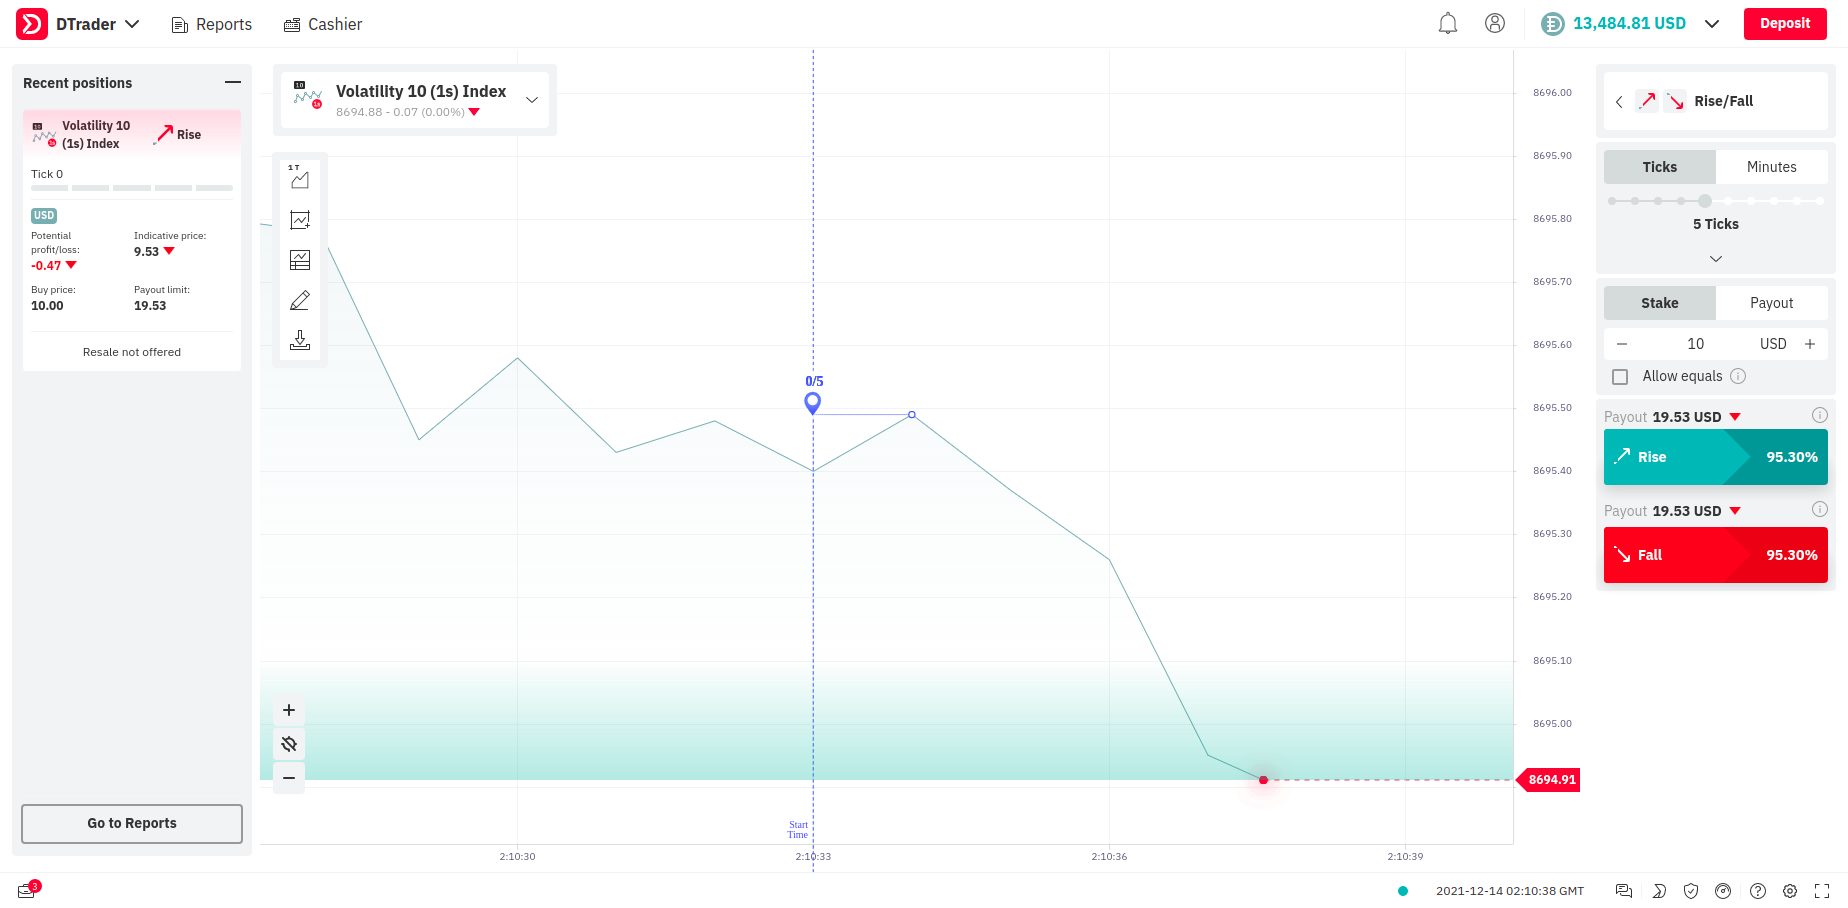 DTrader
Reports
Cashier
13,484.81 USD
Deposit
Recent positions
Volatility 10
(1s) Index
Rise
Tick 0
USD
Potential
profit/loss:
-0.47
Indicative price:
9.53
Buy price:
10.00
Payout limit:
19.53
Resale not offered
Go to Reports
10
1s
Volatility 10 (1s) Index
8694.88 - 0.07 (0.00%)
1 T
0/5
Start
Time
2:10:30
2:10:33
2:10:36
2:10:39
8696.00
8695.90
8695.80
8695.70
8695.60
8695.50
8695.40
8695.30
8695.20
8695.10
8695.00
8694.91
Rise/Fall
Ticks
Minutes
5 Ticks
Stake
Payout
10
USD
Allow equals
Payout 19.53 USD
Rise
95.30%
Payout 19.53 USD
Fall
95.30%
3
2021-12-14 02:10:38 GMT